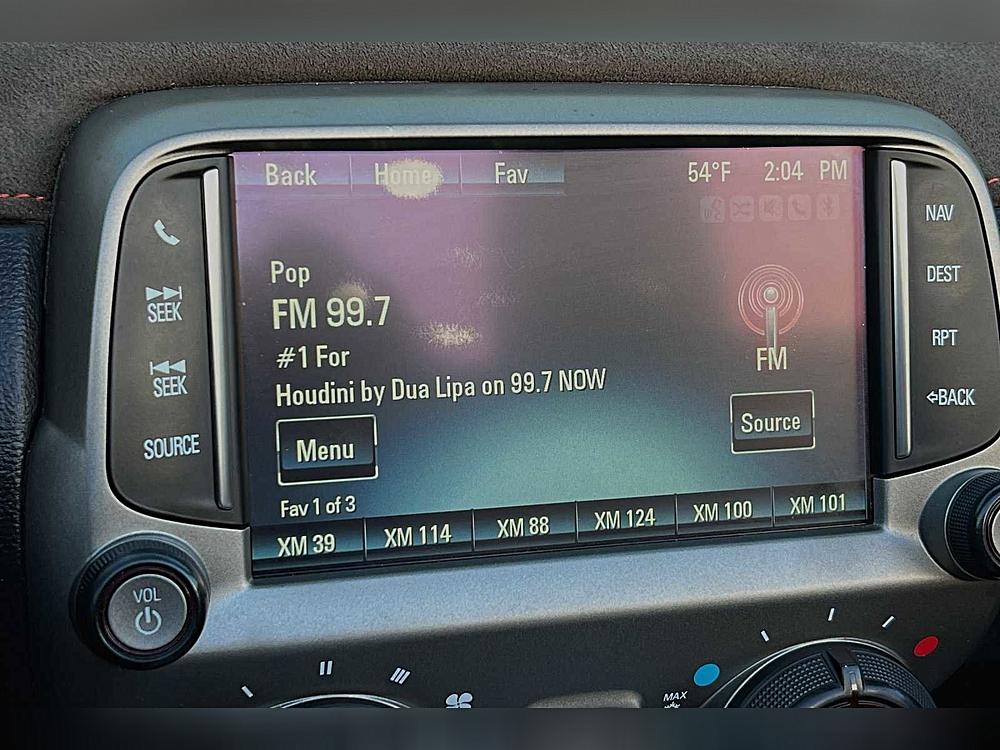 Back Home Fav 54°F 2:04 PM
NAV
SEEK
DEST
SEEK
RPT
BACK
SOURCE
Pop
FM 99.7
#1 For
Houdini by Dua Lipa on 99.7 NOW
FM
Menu
Source
Fav 1 of 3
XM 39 XM 114 XM 88 XM 124 XM 100 XM 101
VOL
MAX